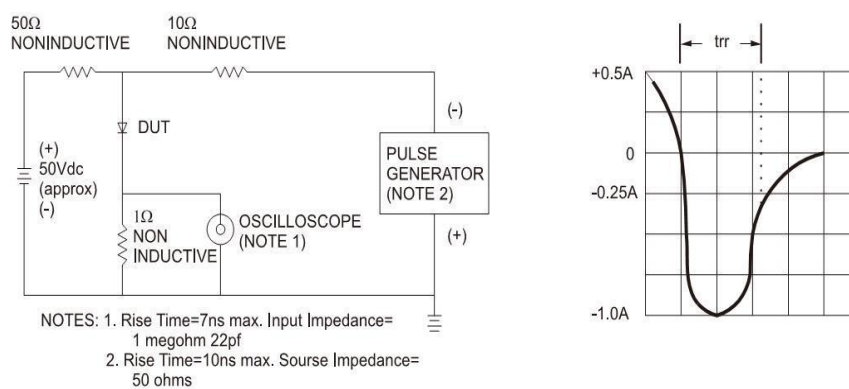 50Ω
NONINDUCTIVE
10Ω
NONINDUCTIVE
DUT
(+)
50Vdc
(approx)
(-)
1Ω
NON
INDUCTIVE
OSCILLOSCOPE
(NOTE 1)
(-)
PULSE
GENERATOR
(NOTE 2)
(+)
NOTES: 1. Rise Time=7ns max. Input Impedance=
1 megohm 22pf
2. Rise Time=10ns max. Sourse Impedance=
50 ohms
trr
+0.5A
0
-0.25A
-1.0A